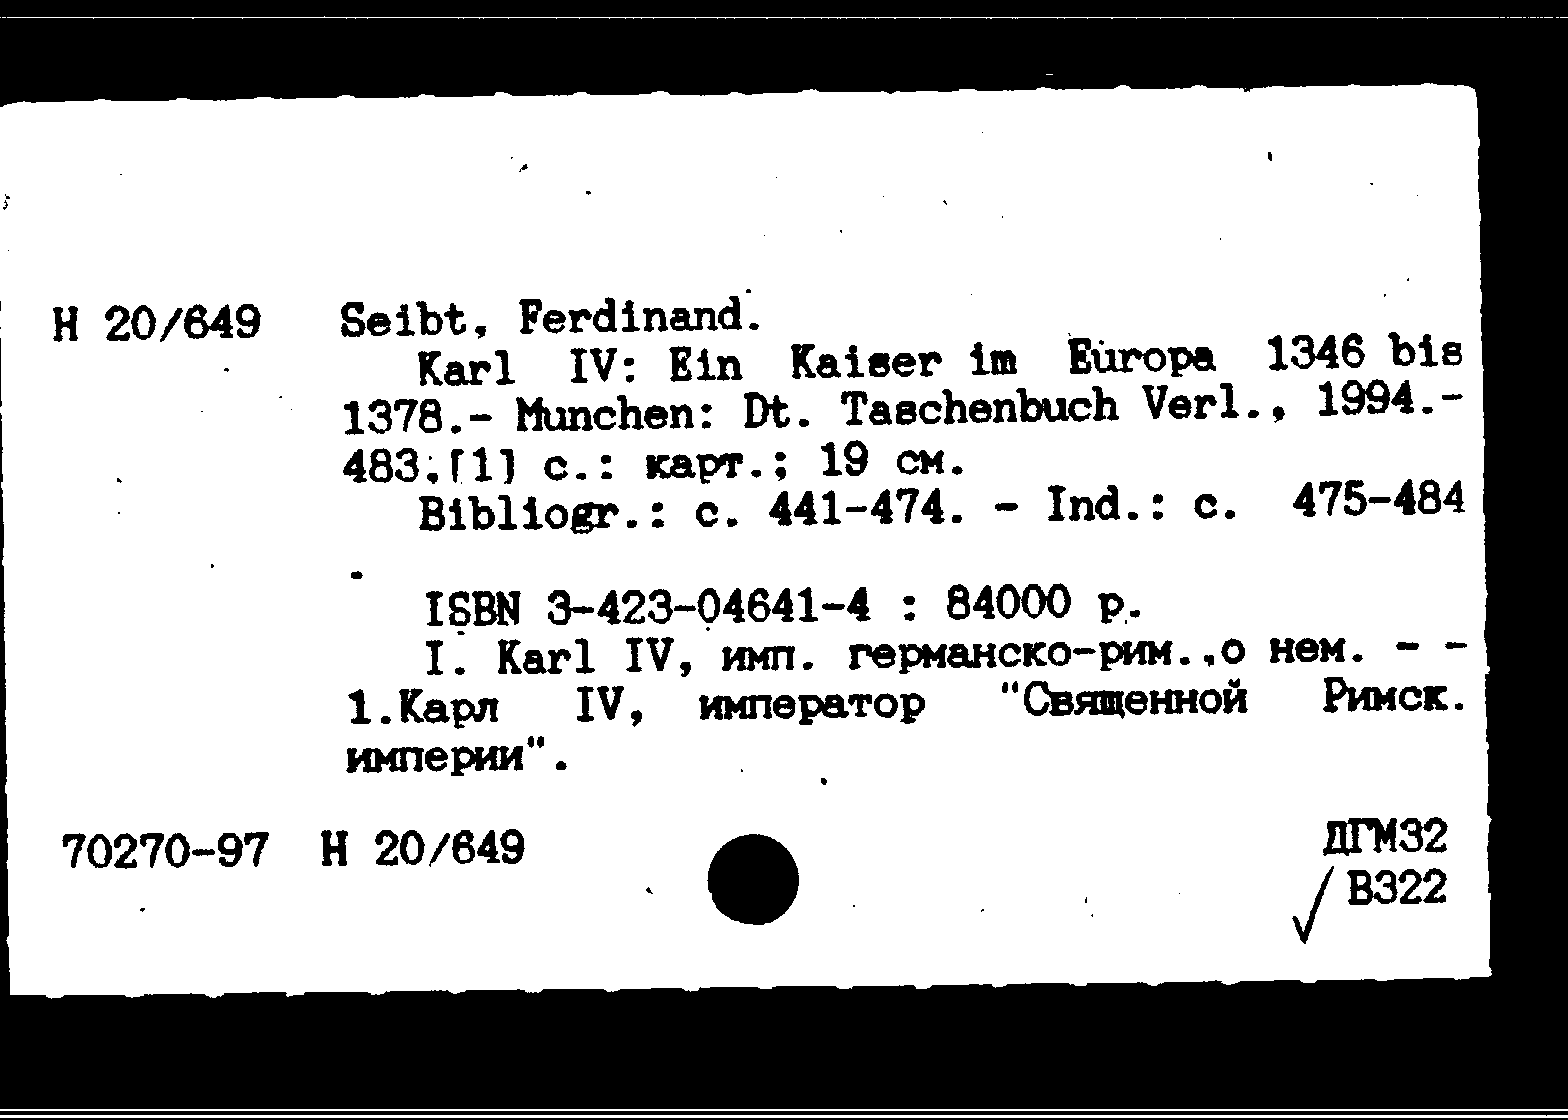 H 20/649 Seibt, Ferdinand.
Karl IV: Ein Kaiser im Europa 1346 bis
1378.- Munchen: Dt. Taschenbuch Verl., 1994.-
483,[1] с.: карт.; 19 см.
Bibliogr.: с. 441-474. - Ind.: с. 475-484
ISBN 3-423-04641-4 : 84000 р.
I. Karl IV, имп. германско-рим.,о нем. - -
1.Карл IV, император "Священной Римск.
империи".
70270-97 H 20/649 ДГМ32
√ В322